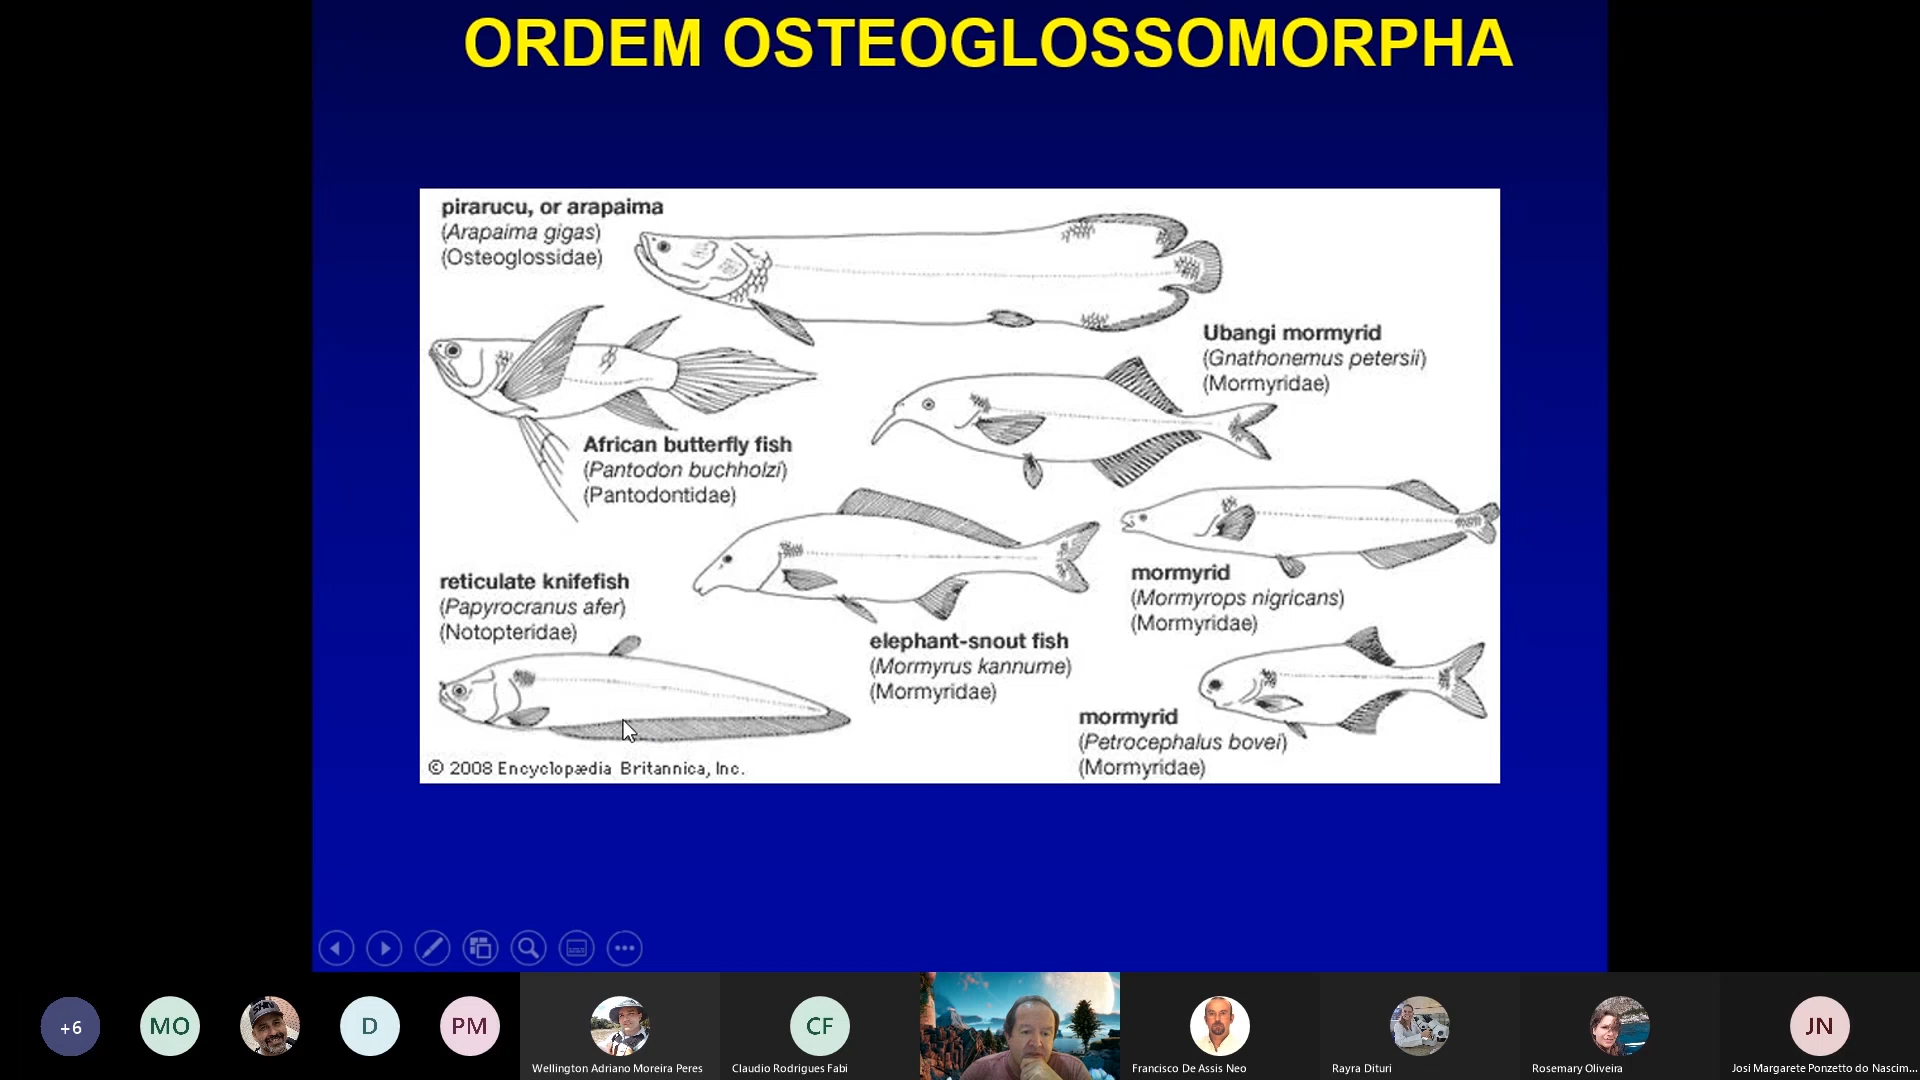 ORDEM OSTEOGLOSSOMORPHA
pirarucu, or arapaima
(Arapaima gigas)
(Osteoglossidae)
Ubangi mormyrid
(Gnathonemus petersii)
(Mormyridae)
African butterfly fish
(Pantodon buchholzi)
(Pantodontidae)
reticulate knifefish
(Papyrocranus afer)
(Notopteridae)
mormyrid
(Mormyrops nigricans)
(Mormyridae)
elephant-snout fish
(Mormyrus kannume)
(Mormyridae)
mormyrid
(Petrocephalus bovei)
(Mormyridae)
© 2008 Encyclopædia Britannica, Inc.
+6
MO
D
PM
CF
JN
Wellington Adriano Moreira Peres
Claudio Rodrigues Fabi
Francisco De Assis Neo
Rayra Dituri
Rosemary Oliveira
Josi Margarete Ponzetto do Nascim...